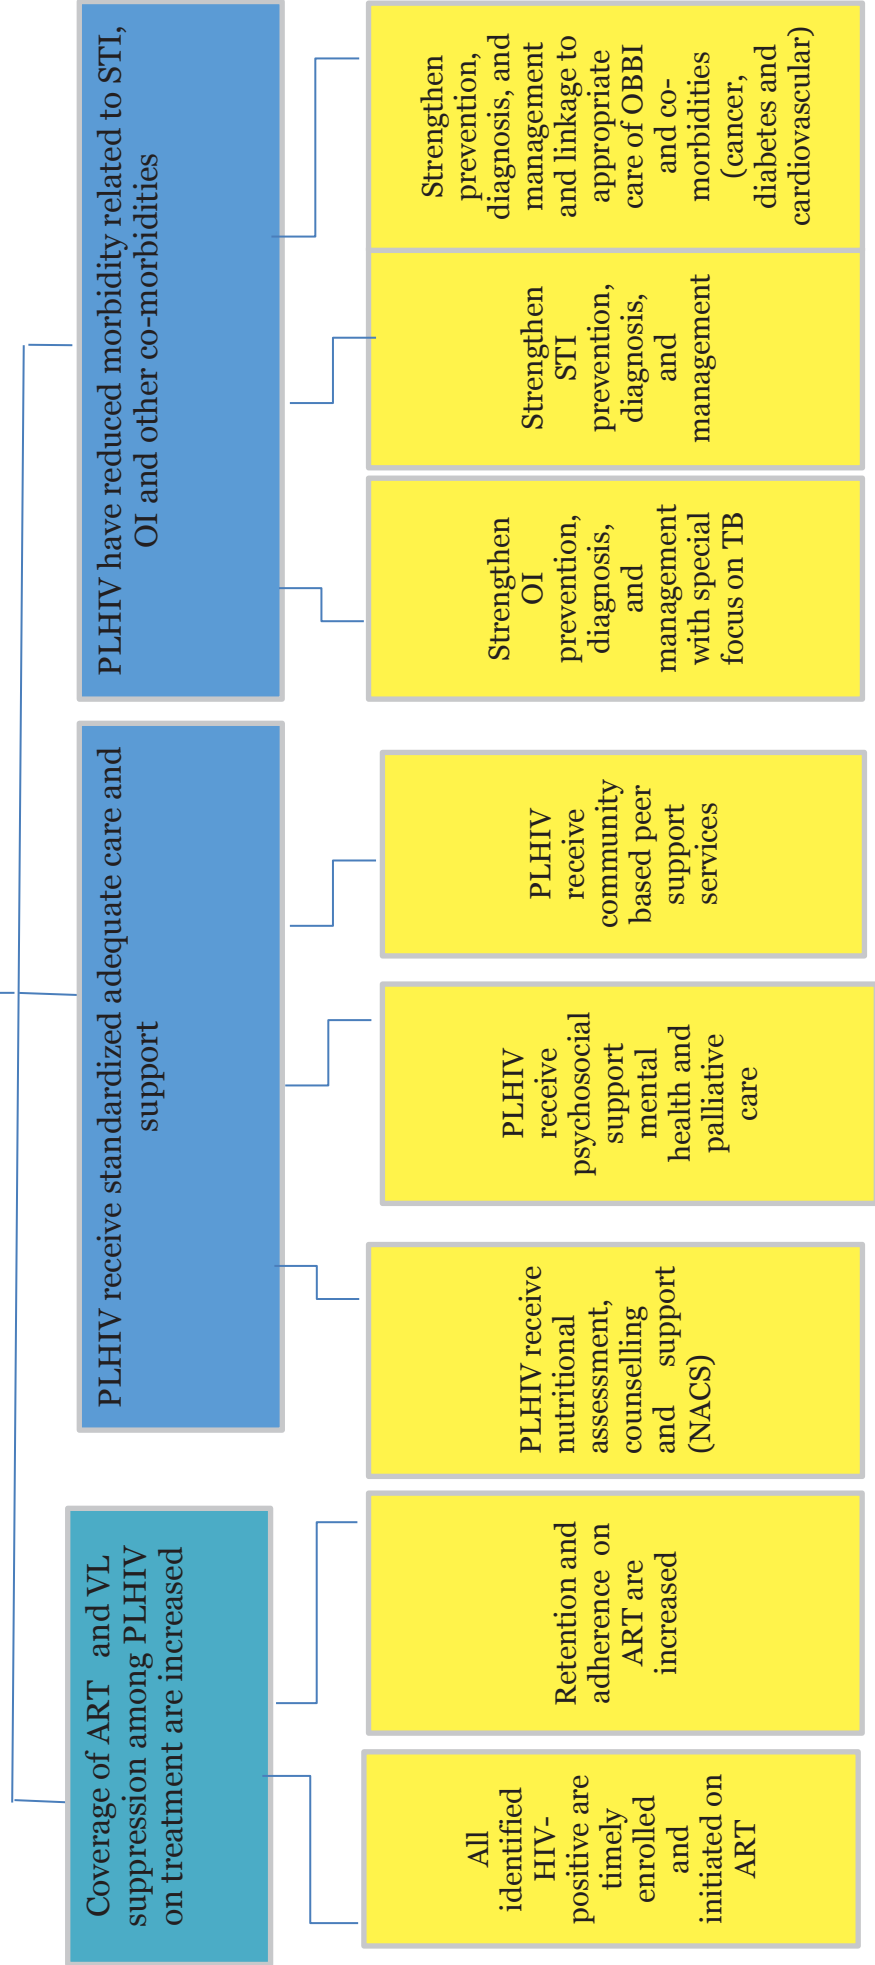 Coverage of ART and VL
suppression among PLHIV
on treatment are increased
PLHIV receive standardized adequate care and
support
PLHIV have reduced morbidity related to STI,
OI and other co-morbidities
All
identified
HIV-
positive are
timely
enrolled
and
initiated on
ART
Retention and
adherence on
ART are
increased
PLHIV receive
nutritional
assessment,
counselling
and support
(NACS)
PLHIV
receive
psychosocial
support
mental
health and
palliative
care
PLHIV
receive
community
based peer
support
services
Strengthen
OI
prevention,
diagnosis,
and
management
with special
focus on TB
Strengthen
STI
prevention,
diagnosis,
and
management
Strengthen
prevention,
diagnosis, and
management
and linkage to
appropriate
care of OBBI
and co-
morbidities
(cancer,
diabetes and
cardiovascular)